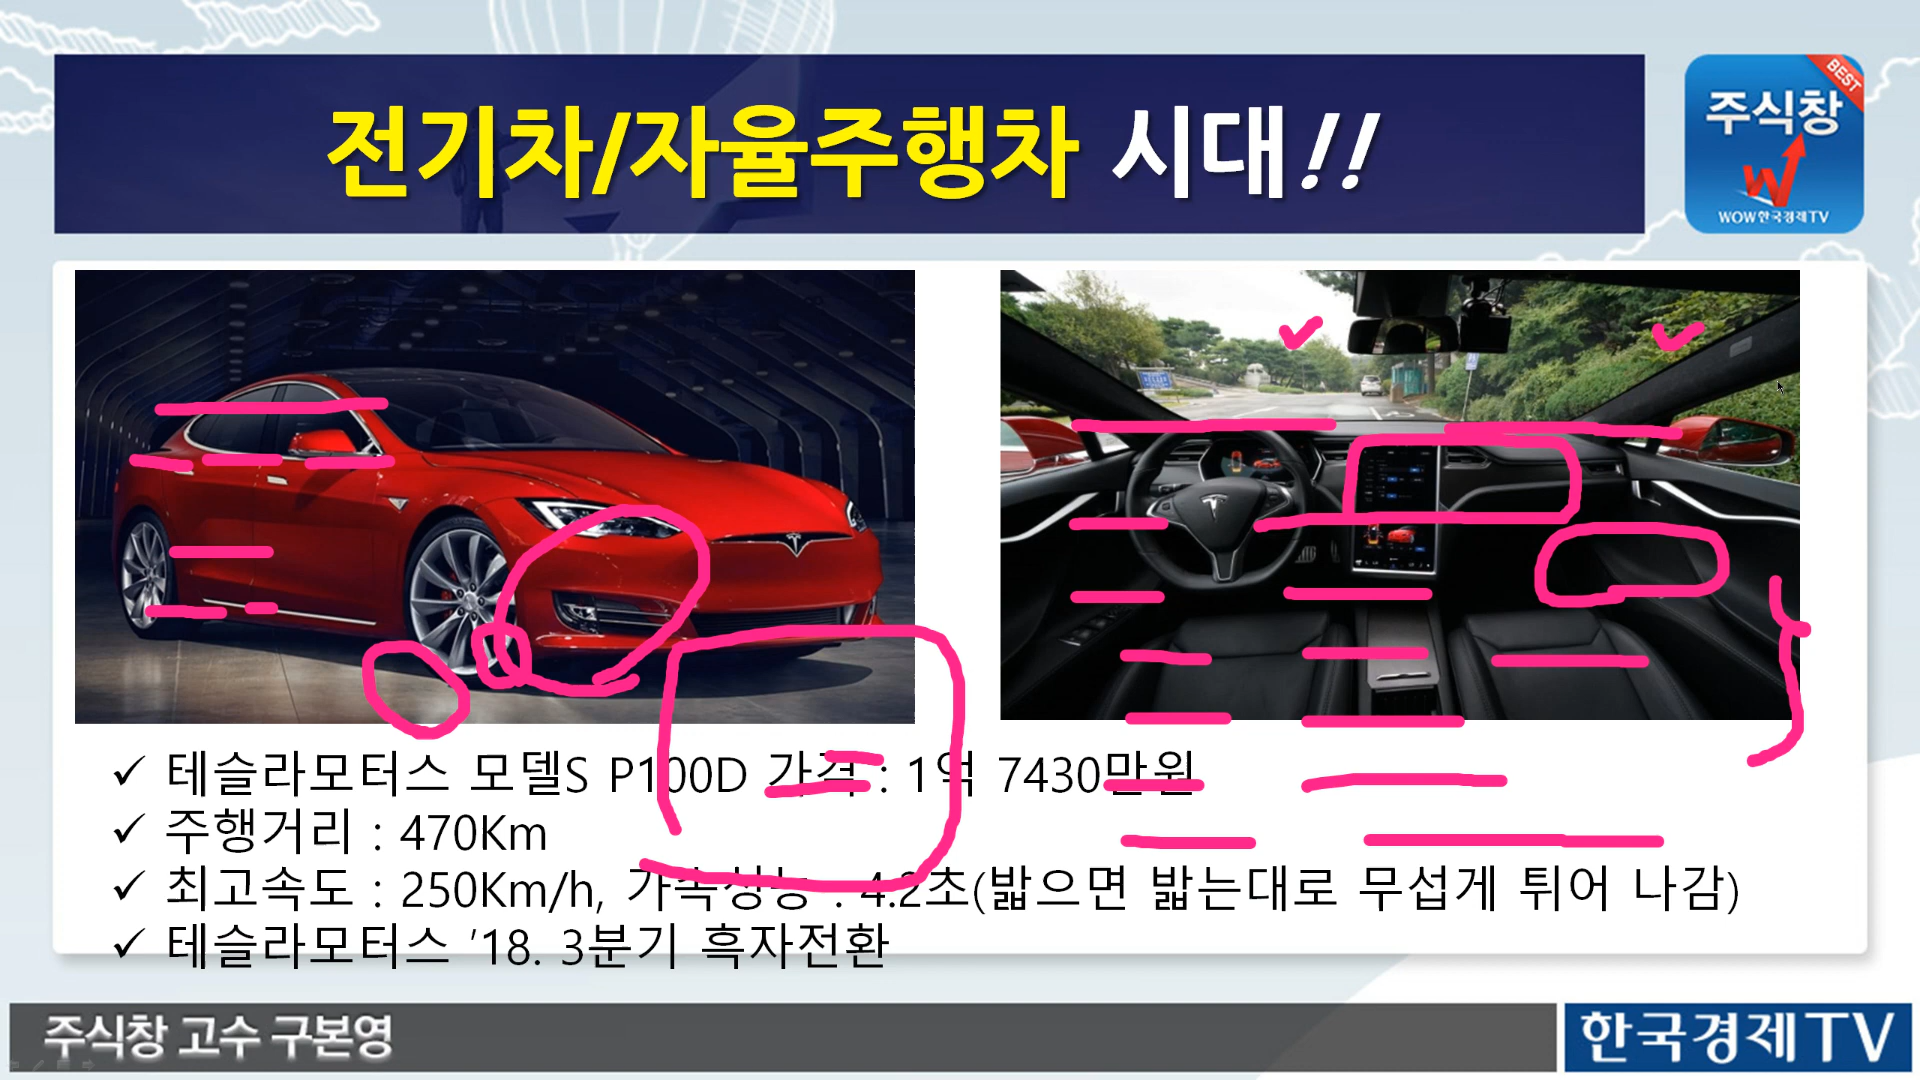 전기차/자율주행차 시대!!
BEST
주식창
W
WOW한국경제TV
✓ 테슬라모터스 모델S P100D 가격 : 1억 7430만원
✓ 주행거리 : 470Km
✓ 최고속도 : 250Km/h, 가속성능 : 4.2초(밟으면 밟는대로 무섭게 튀어 나감)
✓ 테슬라모터스 '18. 3분기 흑자전환
주식창 고수 구본영
한국경제TV